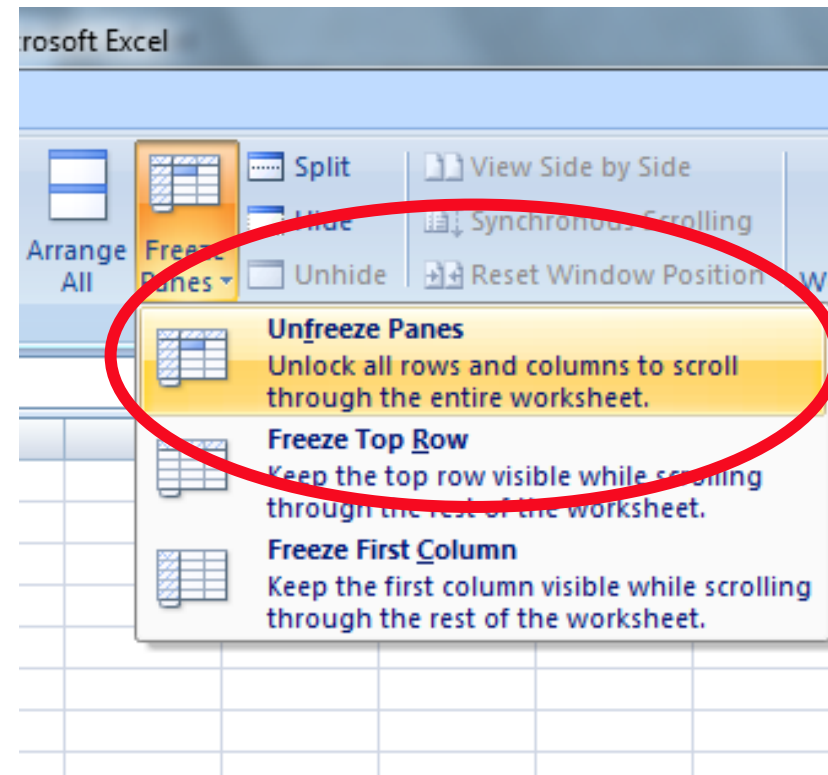 rosoft Excel
Split
View Side by Side
Hide
Synchronous Scrolling
Arrange All
Freeze Panes
Unhide
Reset Window Position
W
Unfreeze Panes
Unlock all rows and columns to scroll
through the entire worksheet.
Freeze Top Row
Keep the top row visible while scrolling
through the rest of the worksheet.
Freeze First Column
Keep the first column visible while scrolling
through the rest of the worksheet.